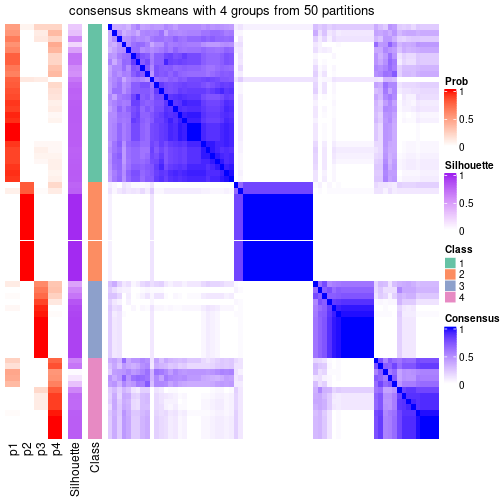 consensus skmeans with 4 groups from 50 partitions
Prob
1
0.5
0
Silhouette
1
0.5
0
Class
1
2
3
4
Consensus
1
0.5
0
p1
p2
p3
p4
Silhouette
Class